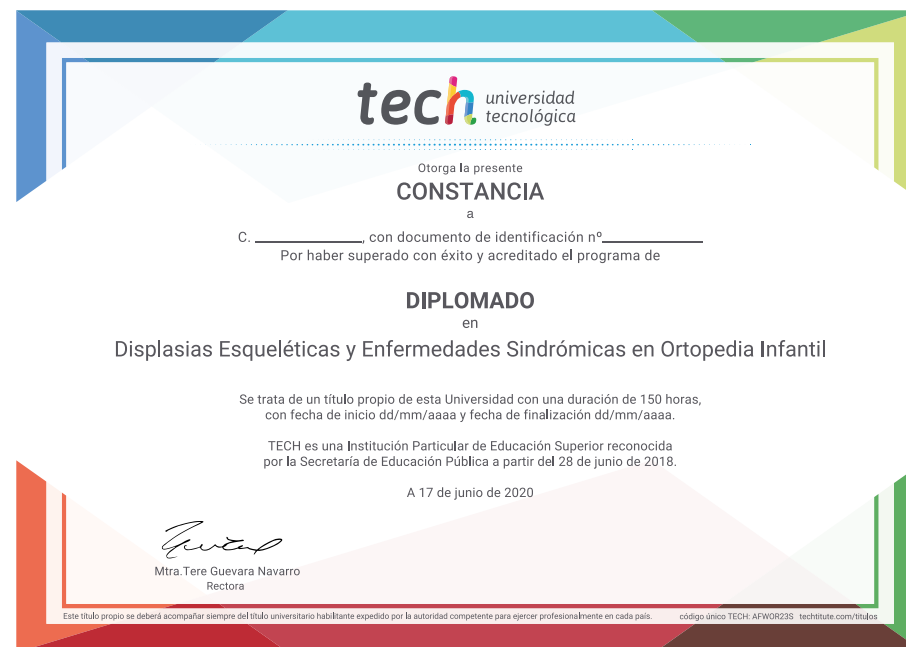 tech universidad
tecnológica
Otorga la presente
CONSTANCIA
a
C. ____________, con documento de identificación nº____________
Por haber superado con éxito y acreditado el programa de
DIPLOMADO
en
Displasias Esqueléticas y Enfermedades Sindrómicas en Ortopedia Infantil
Se trata de un título propio de esta Universidad con una duración de 150 horas,
con fecha de inicio dd/mm/aaaa y fecha de finalización dd/mm/aaaa.
TECH es una Institución Particular de Educación Superior reconocida
por la Secretaría de Educación Pública a partir del 28 de junio de 2018.
A 17 de junio de 2020
Mtra.Tere Guevara Navarro
Rectora
Este título propio se deberá acompañar siempre del título universitario habilitante expedido por la autoridad competente para ejercer profesionalmente en cada país. código único TECH: AFWOR23S techtitute.com/titulos